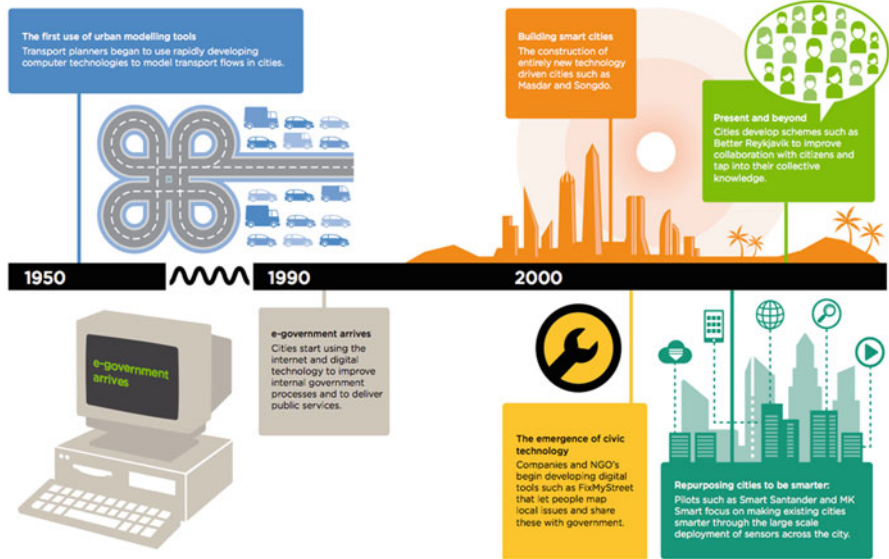 The first use of urban modelling tools
Transport planners began to use rapidly developing
computer technologies to model transport flows in cities.
Building smart cities
The construction of
entirely new technology
driven cities such as
Masdar and Songdo.
Present and beyond
Cities develop schemes such as
Better Reykjavik to improve
collaboration with citizens and
tap into their collective
knowledge.
1950
1990
2000
e-government
arrives
e-government arrives
Cities start using the
internet and digital
technology to improve
internal government
processes and to deliver
public services.
The emergence of civic
technology
Companies and NGO's
begin developing digital
tools such as FixMyStreet
that let people map
local issues and share
these with government.
Repurposing cities to be smarter:
Pilots such as Smart Santander and MK
Smart focus on making existing cities
smarter through the large scale
deployment of sensors across the city.